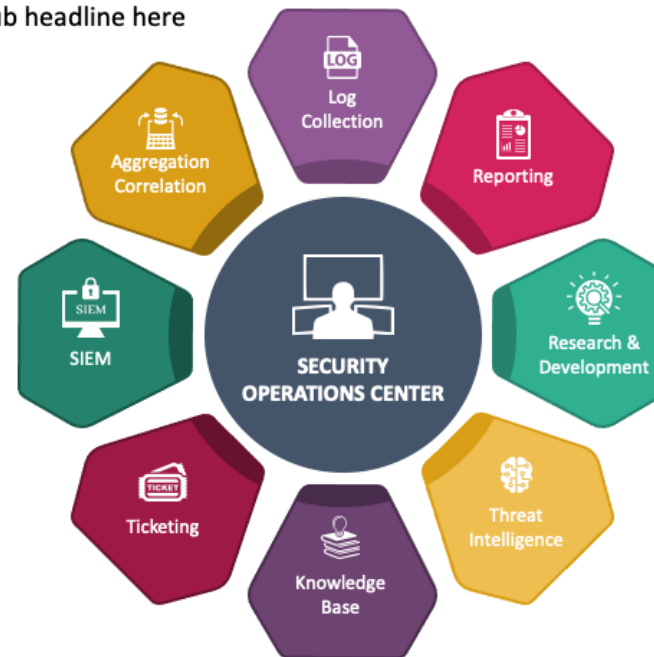 ub headline here
LOG
Log
Collection
Reporting
Research &
Development
Threat
Intelligence
Knowledge
Base
TICKET
Ticketing
SIEM
SIEM
Aggregation
Correlation
SECURITY
OPERATIONS CENTER